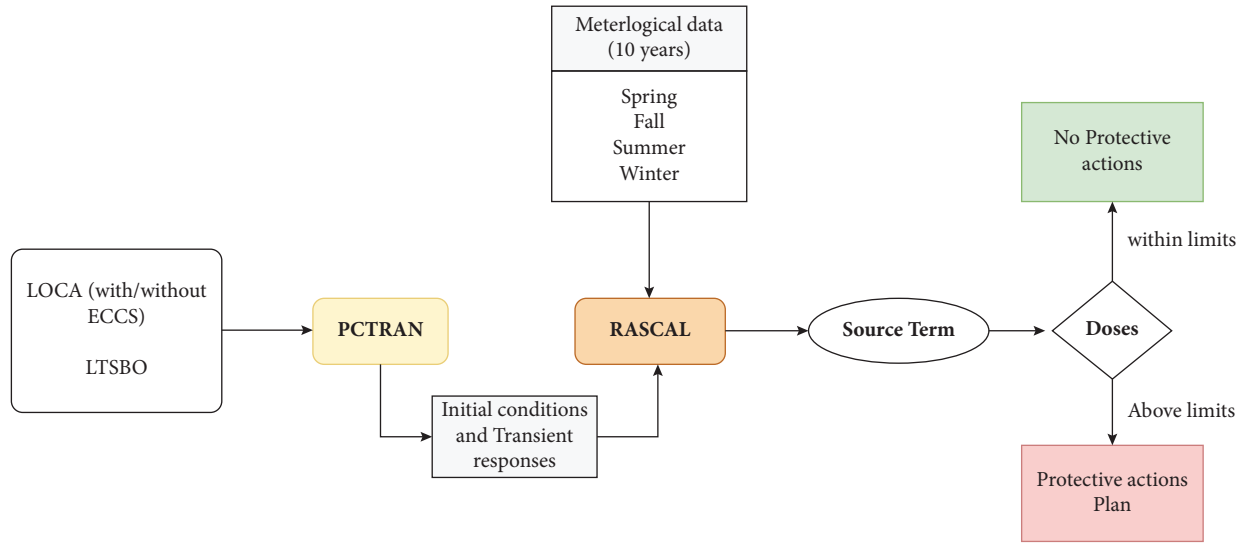 Meterlogical data
(10 years)
Spring
Fall
Summer
Winter
LOCA (with/without
ECCS)
LTSBO
PCTRAN
Initial conditions
and Transient
responses
RASCAL
Source Term
Doses
within limits
No Protective
actions
Above limits
Protective actions
Plan